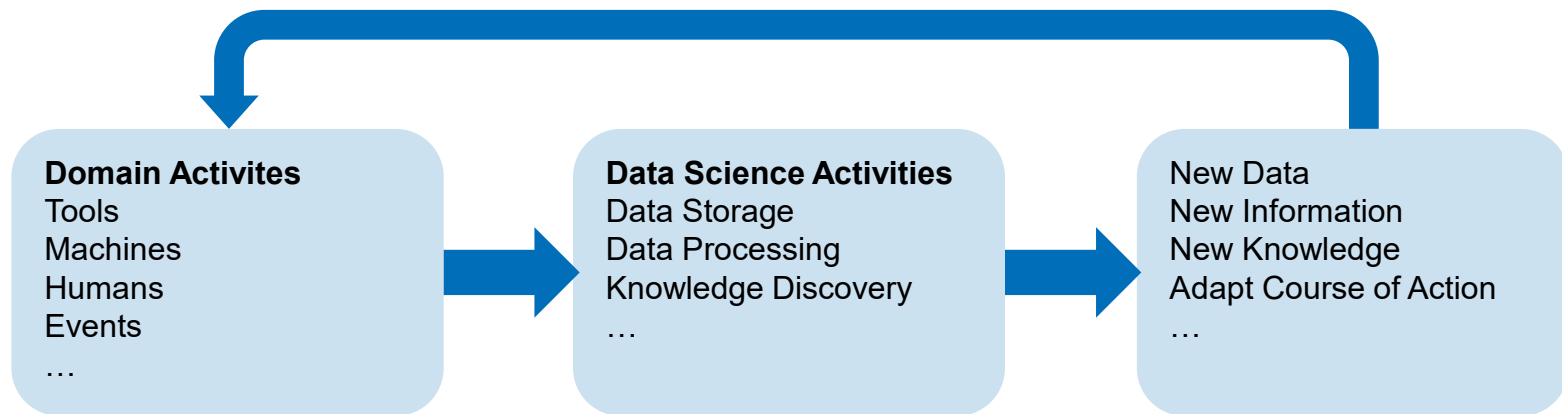 Domain Activites
Tools
Machines
Humans
Events
…
Data Science Activities
Data Storage
Data Processing
Knowledge Discovery
…
New Data
New Information
New Knowledge
Adapt Course of Action
…